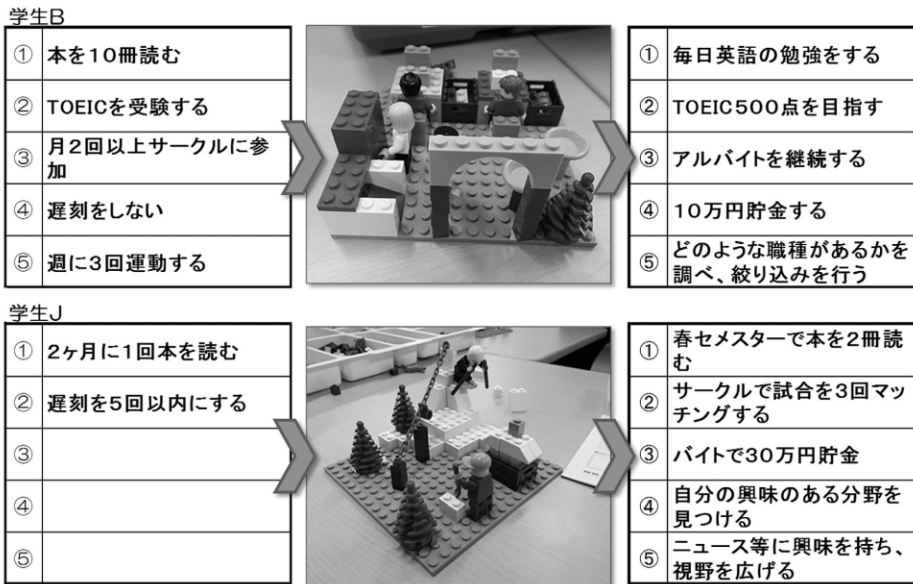 学生B
① 本を10冊読む
② TOEICを受験する
③ 月2回以上サークルに参
加
④ 遅刻をしない
⑤ 週に3回運動する
① 毎日英語の勉強をする
② TOEIC500点を目指す
③ アルバイトを継続する
④ 10万円貯金する
⑤ どのような職種があるかを
調べ、絞り込みを行う
学生J
① 2ヶ月に1回本を読む
② 遅刻を5回以内にする
③
④
⑤
① 春セメスターで本を2冊読
む
② サークルで試合を3回マッ
チングする
③ バイトで30万円貯金
④ 自分の興味のある分野を
見つける
⑤ ニュース等に興味を持ち、
視野を広げる